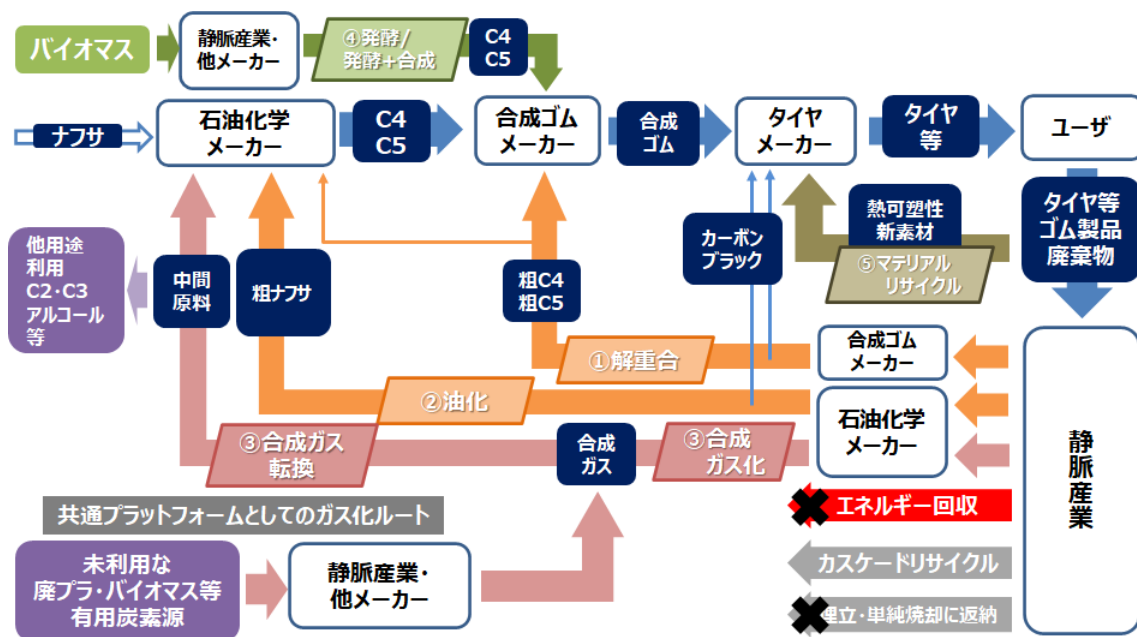 バイオマス
静脈産業・
他メーカー
④発酵/
発酵+合成
C4
C5
ナフサ
石油化学
メーカー
C4
C5
合成ゴム
メーカー
合成
ゴム
タイヤ
メーカー
タイヤ
等
ユーザ
他用途
利用
C2・C3
アルコール
等
中間
原料
粗ナフサ
粗C4
粗C5
カーボン
ブラック
熱可塑性
新素材
⑤マテリアル
リサイクル
タイヤ等
ゴム製品
廃棄物
①解重合
合成ゴム
メーカー
②油化
石油化学
メーカー
③合成ガス
転換
合成
ガス
③合成
ガス化
静脈産業
共通プラットフォームとしてのガス化ルート
エネルギー回収
カスケードリサイクル
未利用な
廃プラ・バイオマス等
有用炭素源
静脈産業・
他メーカー
立・単純焼却に返納